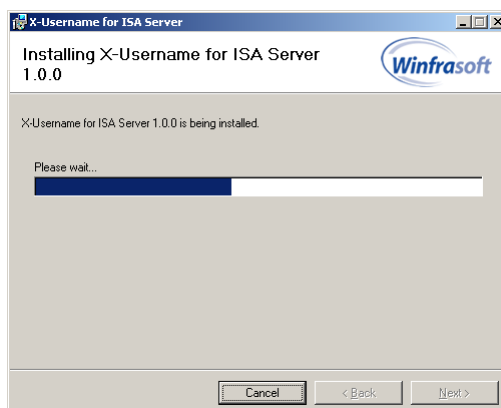 X-Username for ISA Server
Installing X-Username for ISA Server
1.0.0
Winfrasoft
X-Username for ISA Server 1.0.0 is being installed.
Please wait...
Cancel
< Back
Next >